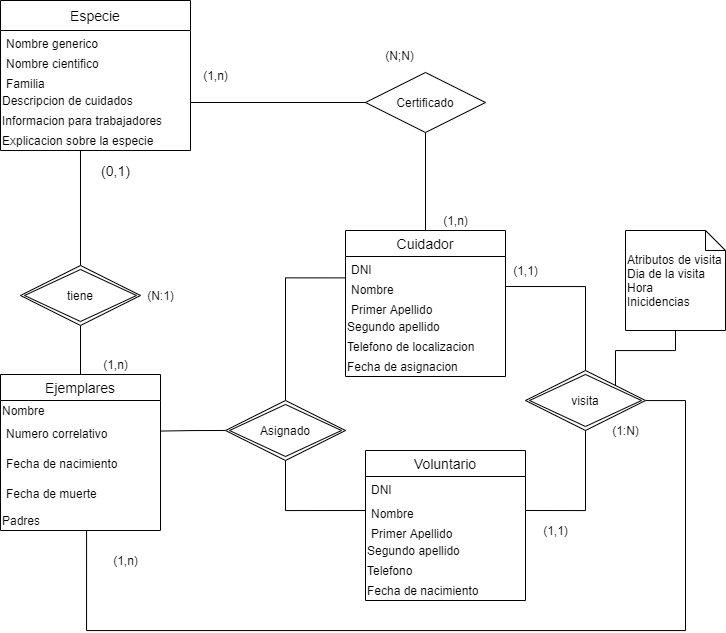 Especie
Nombre generico
Nombre cientifico
Familia
Descripcion de cuidados
Informacion para trabajadores
Explicacion sobre la especie
(1,n)
(N;N)
Certificado
(0,1)
(1,n)
tiene
(N:1)
(1,n)
Cuidador
DNI
Nombre
Primer Apellido
Segundo apellido
Telefono de localizacion
Fecha de asignacion
(1,1)
Atributos de visita
Dia de la visita
Hora
Inicidencias
Ejemplares
Nombre
Numero correlativo
Fecha de nacimiento
Fecha de muerte
Padres
Asignado
visita
(1:N)
Voluntario
DNI
Nombre
Primer Apellido
Segundo apellido
Telefono
Fecha de nacimiento
(1,1)
(1,n)